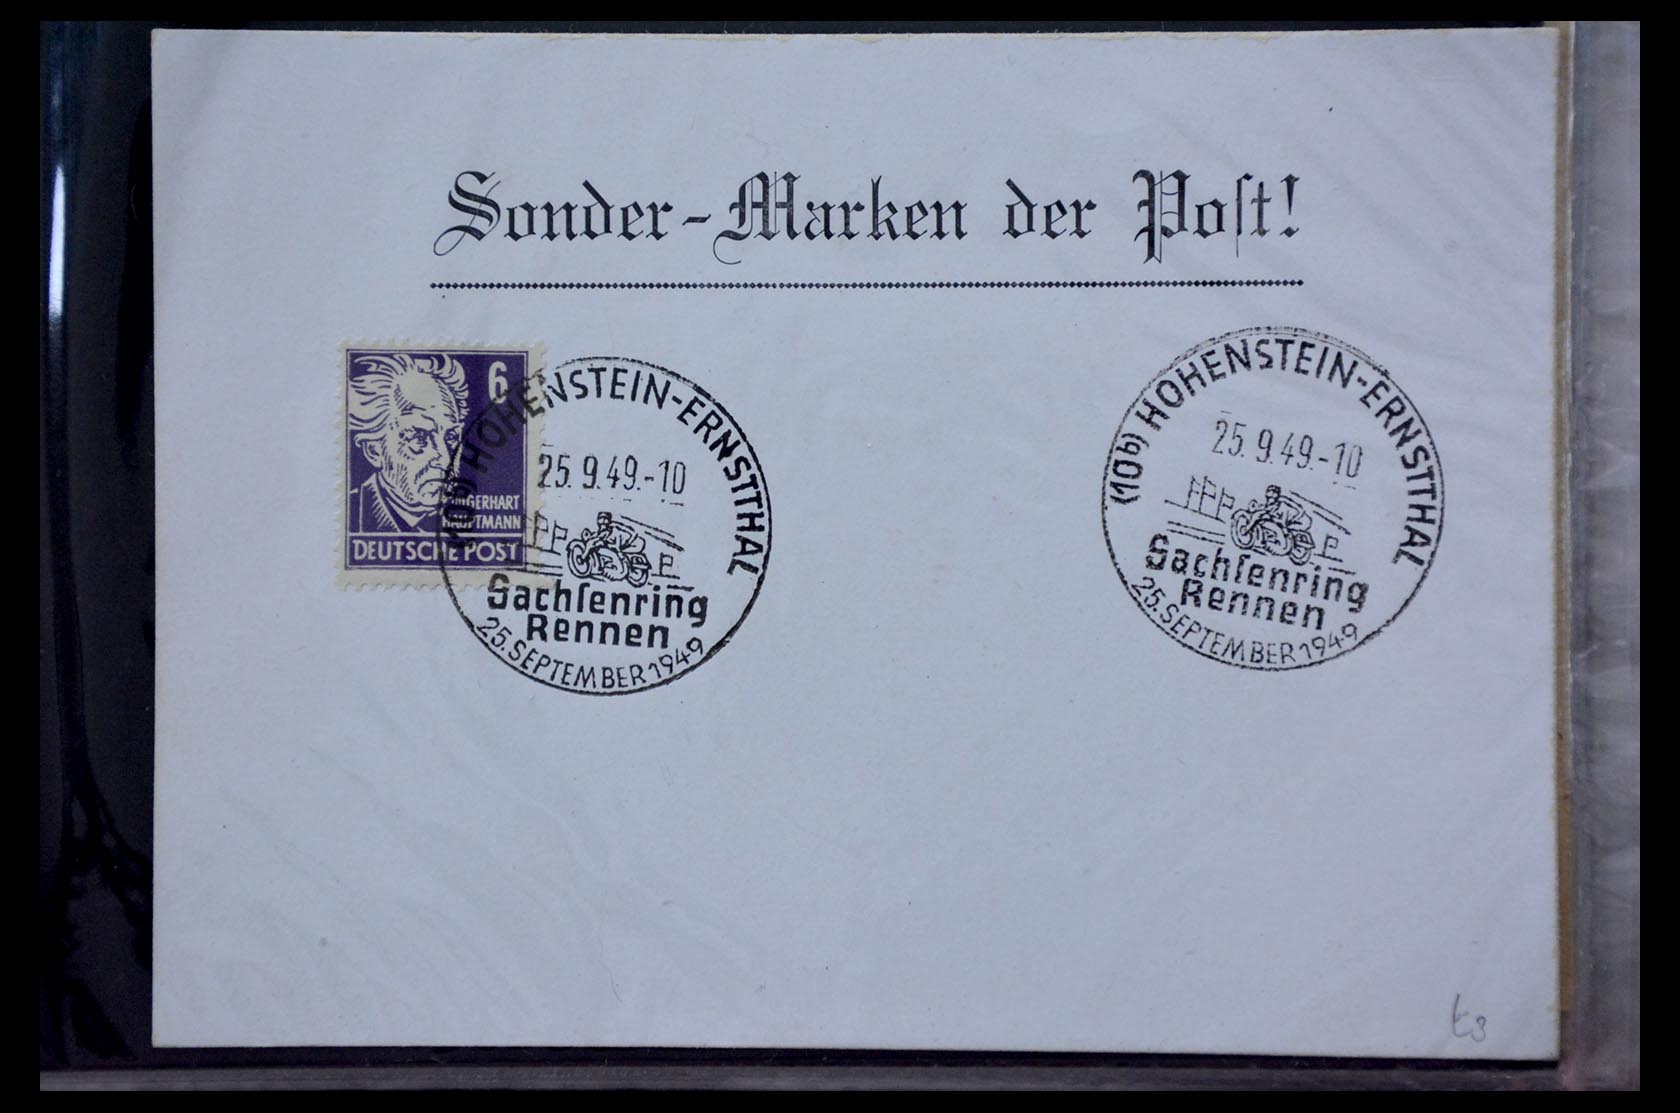 Sonder-Marken der Poſt!
6
GERHART
HAUPTMANN
DEUTSCHE POST
(10b) HOHENSTEIN-ERNSTTHAL
25.9.49.-10
Sachſenring
Rennen
25.SEPTEMBER 1949
(10b) HOHENSTEIN-ERNSTTHAL
25.9.49.-10
Sachſenring
Rennen
25.SEPTEMBER 1949